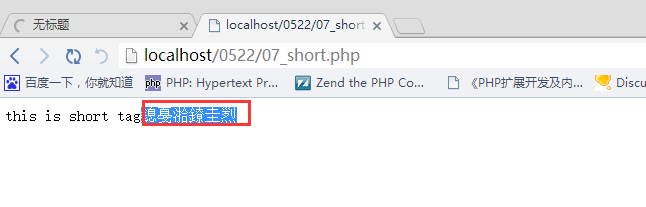 无标题
localhost/0522/07_short
localhost/0522/07_short.php
百度一下，你就知道
PHP: Hypertext Pr...
Zend the PHP Co...
《PHP扩展开发及内...
Discu
this is short tag